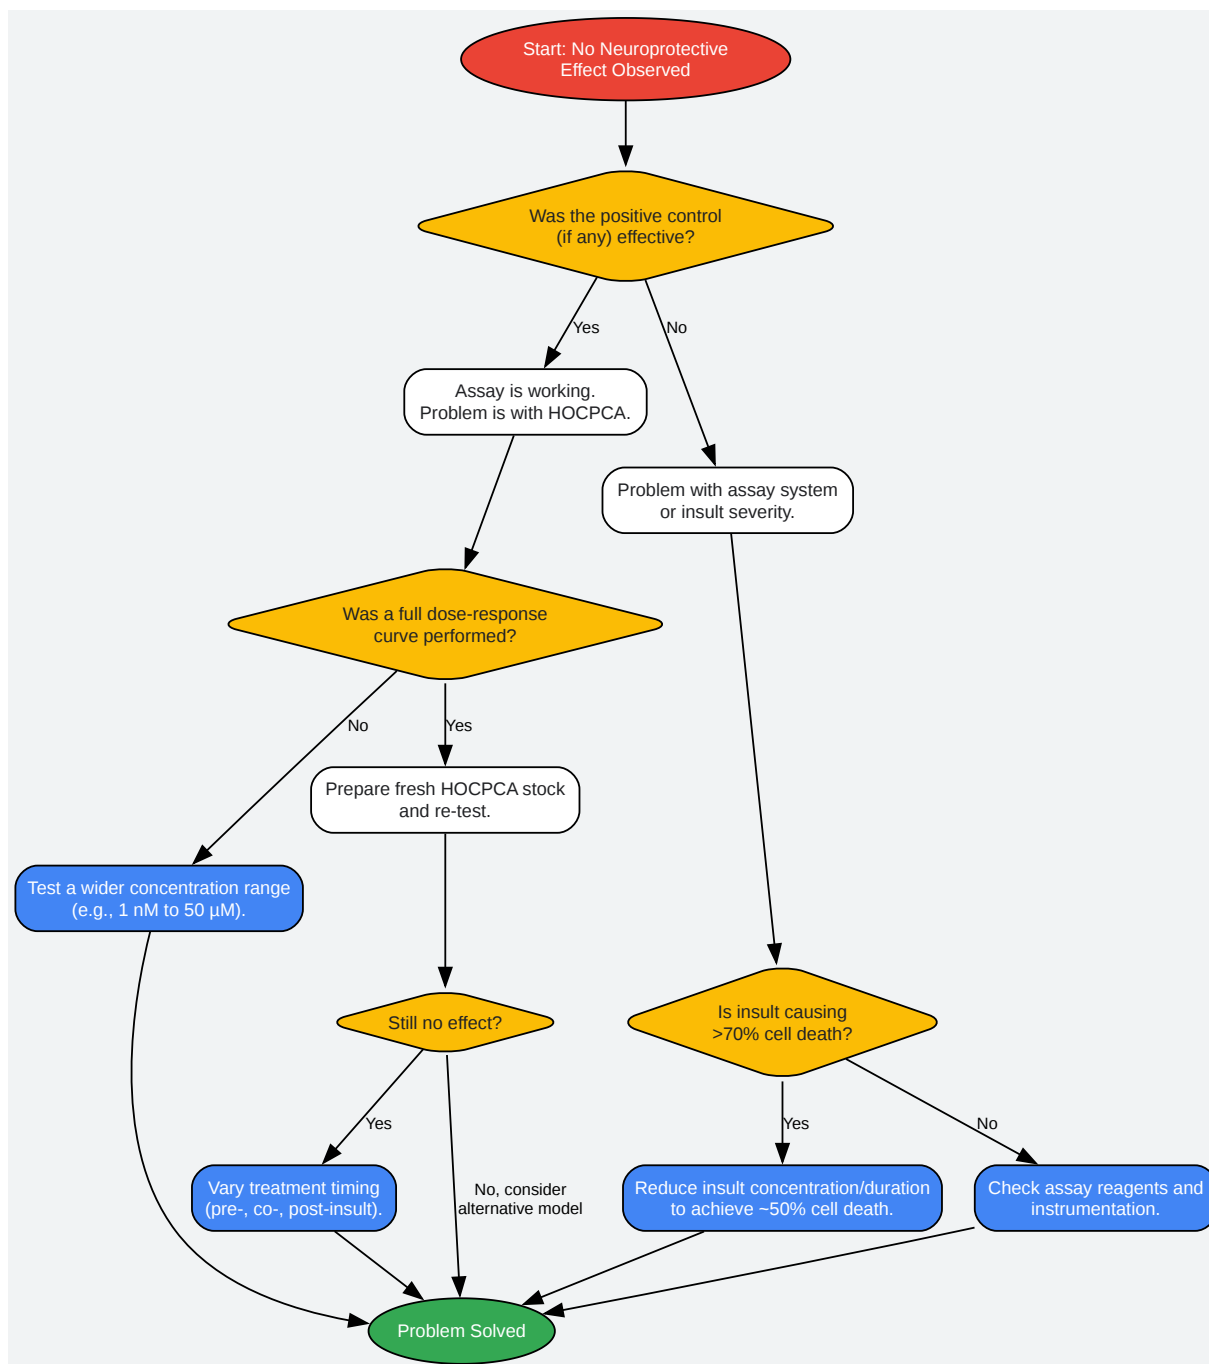 Start: No Neuroprotective
Effect Observed
Was the positive control
(if any) effective?
Yes
No
Assay is working.
Problem is with HOCPCA.
Problem with assay system
or insult severity.
Was a full dose-response
curve performed?
No
Yes
Prepare fresh HOCPCA stock
and re-test.
Test a wider concentration range
(e.g., 1 nM to 50 µM).
Still no effect?
Is insult causing
>70% cell death?
Yes
No, consider
alternative model
Yes
No
Vary treatment timing
(pre-, co-, post-insult).
Reduce insult concentration/duration
to achieve ~50% cell death.
Check assay reagents and
instrumentation.
Problem Solved